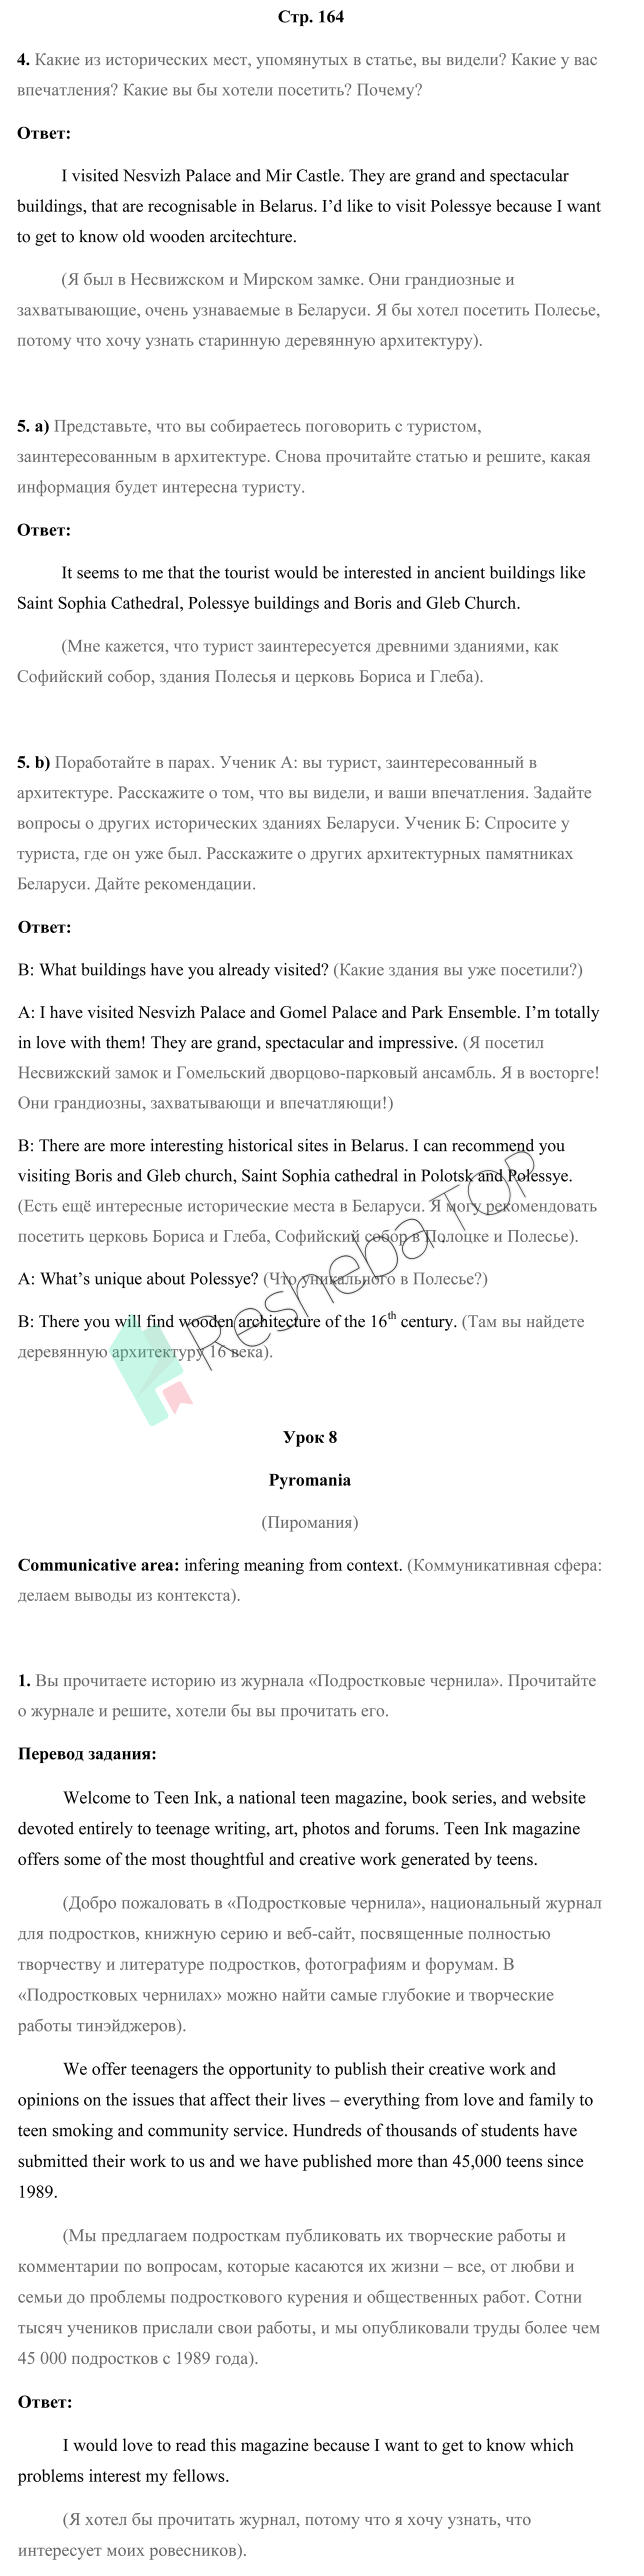 Стр. 164
4. Какие из исторических мест, упомянутых в статье, вы видели? Какие у вас
впечатления? Какие вы бы хотели посетить? Почему?
Ответ:
I visited Nesvizh Palace and Mir Castle. They are grand and spectacular
buildings, that are recognisable in Belarus. I’d like to visit Polessye because I want
to get to know old wooden arcitechture.
(Я был в Несвижском и Мирском замке. Они грандиозные и
захватывающие, очень узнаваемые в Беларуси. Я бы хотел посетить Полесье,
потому что хочу узнать старинную деревянную архитектуру).
5. a) Представьте, что вы собираетесь поговорить с туристом,
заинтересованным в архитектуре. Снова прочитайте статью и решите, какая
информация будет интересна туристу.
Ответ:
It seems to me that the tourist would be interested in ancient buildings like
Saint Sophia Cathedral, Polessye buildings and Boris and Gleb Church.
(Мне кажется, что турист заинтересуется древними зданиями, как
Софийский собор, здания Полесья и церковь Бориса и Глеба).
5. b) Поработайте в парах. Ученик А: вы турист, заинтересованный в
архитектуре. Расскажите о том, что вы видели, и ваши впечатления. Задайте
вопросы о других исторических зданиях Беларуси. Ученик Б: Спросите у
туриста, где он уже был. Расскажите о других архитектурных памятниках
Беларуси. Дайте рекомендации.
Ответ:
B: What buildings have you already visited? (Какие здания вы уже посетили?)
A: I have visited Nesvizh Palace and Gomel Palace and Park Ensemble. I’m totally
in love with them! They are grand, spectacular and impressive. (Я посетил
Несвижский замок и Гомельский дворцово-парковый ансамбль. Я в восторге!
Они грандиозны, захватывающи и впечатляющи!)
B: There are more interesting historical sites in Belarus. I can recommend you
visiting Boris and Gleb church, Saint Sophia cathedral in Polotsk and Polessye.
(Есть ещё интересные исторические места в Беларуси. Я могу рекомендовать
посетить церковь Бориса и Глеба, Софийский собор в Полоцке и Полесье).
A: What’s unique about Polessye? (Что уникального в Полесье?)
B: There you will find wooden architecture of the 16th century. (Там вы найдете
деревянную архитектуру 16 века).
Resheba TOP
Урок 8
Pyromania
(Пиромания)
Communicative area: infering meaning from context. (Коммуникативная сфера:
делаем выводы из контекста).
1. Вы прочитаете историю из журнала «Подростковые чернила». Прочитайте
о журнале и решите, хотели бы вы прочитать его.
Перевод задания:
Welcome to Teen Ink, a national teen magazine, book series, and website
devoted entirely to teenage writing, art, photos and forums. Teen Ink magazine
offers some of the most thoughtful and creative work generated by teens.
(Добро пожаловать в «Подростковые чернила», национальный журнал
для подростков, книжную серию и веб-сайт, посвященные полностью
творчеству и литературе подростков, фотографиям и форумам. В
«Подростковых чернилах» можно найти самые глубокие и творческие
работы тинэйджеров).
We offer teenagers the opportunity to publish their creative work and
opinions on the issues that affect their lives – everything from love and family to
teen smoking and community service. Hundreds of thousands of students have
submitted their work to us and we have published more than 45,000 teens since
1989.
(Мы предлагаем подросткам публиковать их творческие работы и
комментарии по вопросам, которые касаются их жизни – все, от любви и
семьи до проблемы подросткового курения и общественных работ. Сотни
тысяч учеников прислали свои работы, и мы опубликовали труды более чем
45 000 подростков с 1989 года).
Ответ:
I would love to read this magazine because I want to get to know which
problems interest my fellows.
(Я хотел бы прочитать журнал, потому что я хочу узнать, что
интересует моих ровесников).